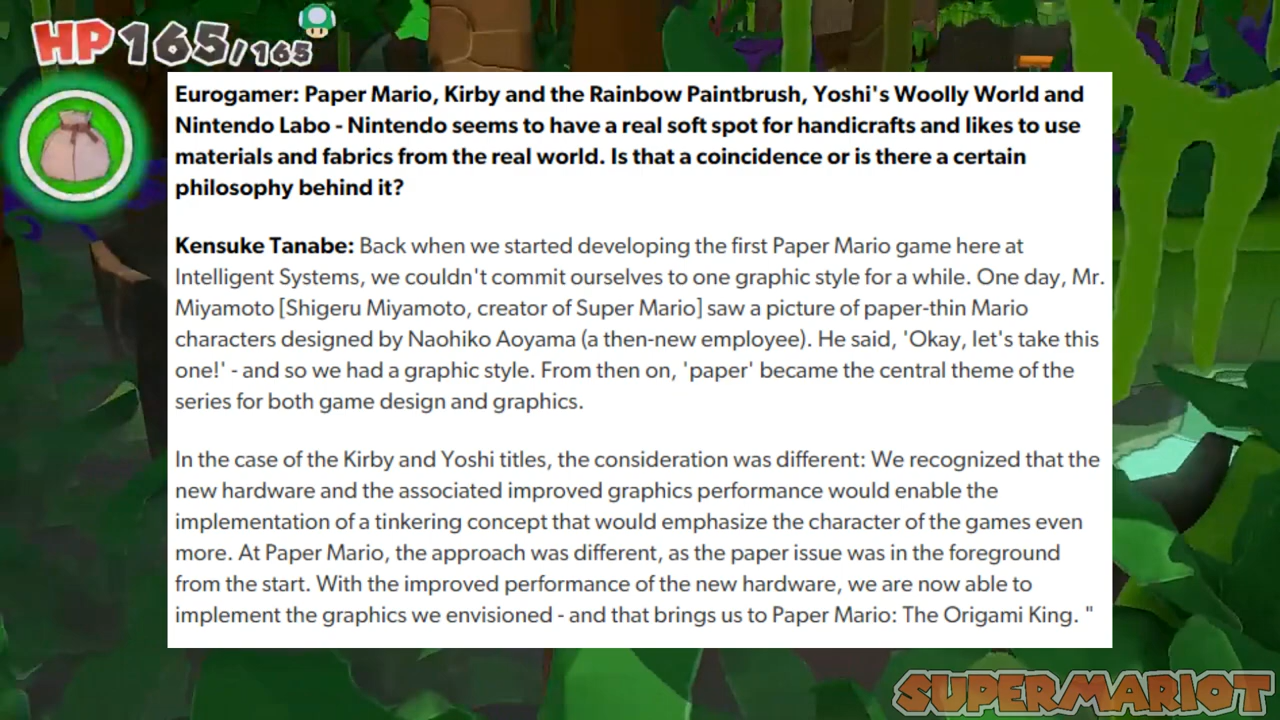 HP 165/165
Eurogamer: Paper Mario, Kirby and the Rainbow Paintbrush, Yoshi's Woolly World and
Nintendo Labo - Nintendo seems to have a real soft spot for handicrafts and likes to use
materials and fabrics from the real world. Is that a coincidence or is there a certain
philosophy behind it?
Kensuke Tanabe: Back when we started developing the first Paper Mario game here at
Intelligent Systems, we couldn't commit ourselves to one graphic style for a while. One day, Mr.
Miyamoto [Shigeru Miyamoto, creator of Super Mario] saw a picture of paper-thin Mario
characters designed by Naohiko Aoyama (a then-new employee). He said, 'Okay, let's take this
one!' - and so we had a graphic style. From then on, 'paper' became the central theme of the
series for both game design and graphics.
In the case of the Kirby and Yoshi titles, the consideration was different: We recognized that the
new hardware and the associated improved graphics performance would enable the
implementation of a tinkering concept that would emphasize the character of the games even
more. At Paper Mario, the approach was different, as the paper issue was in the foreground
from the start. With the improved performance of the new hardware, we are now able to
implement the graphics we envisioned - and that brings us to Paper Mario: The Origami King. "
SUPERMARIOT